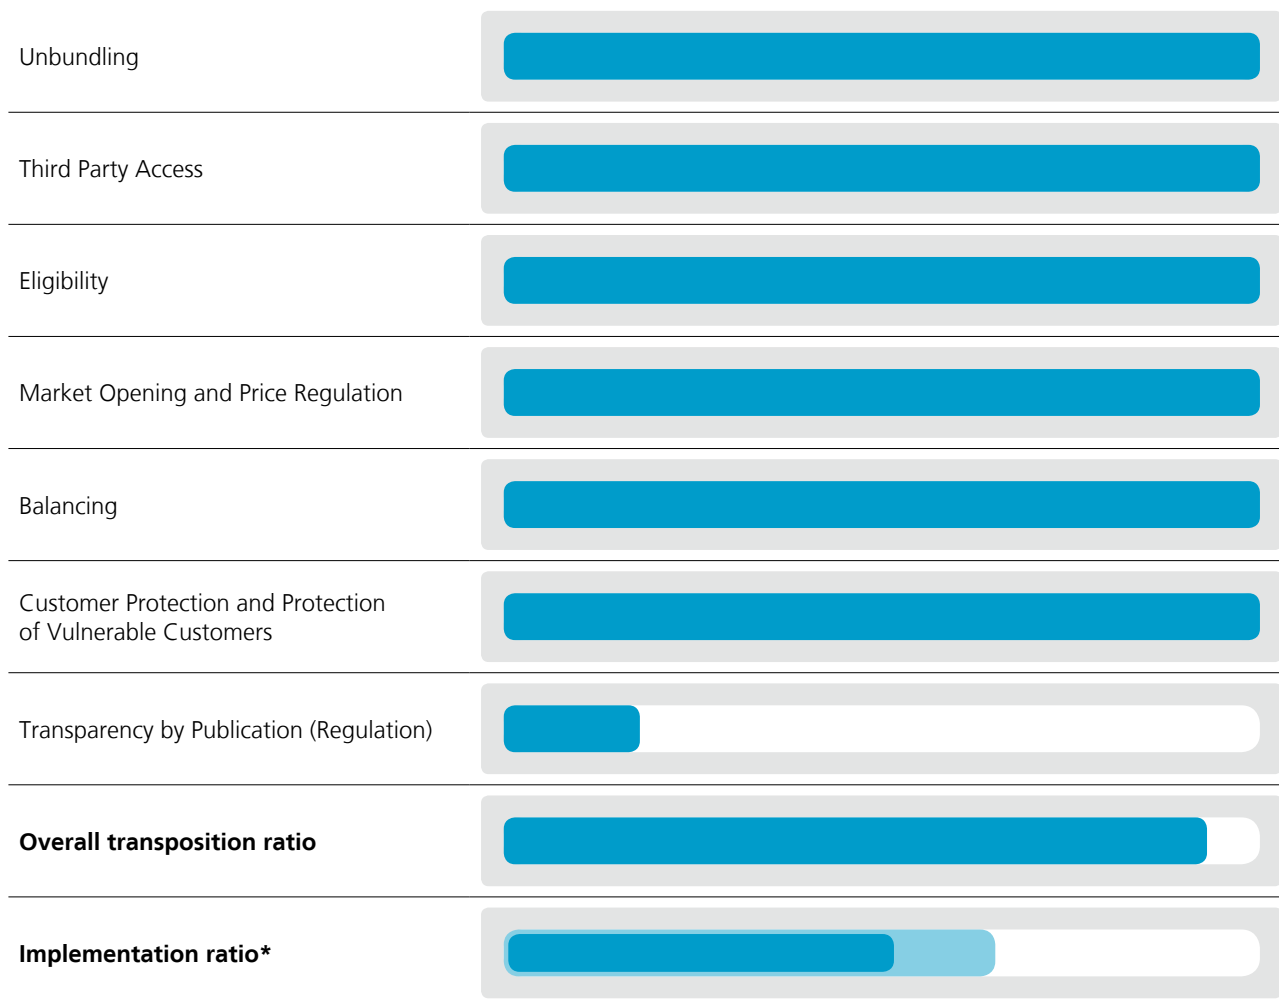 Unbundling
Third Party Access
Eligibility
Market Opening and Price Regulation
Balancing
Customer Protection and Protection
of Vulnerable Customers
Transparency by Publication (Regulation)
Overall transposition ratio
Implementation ratio*